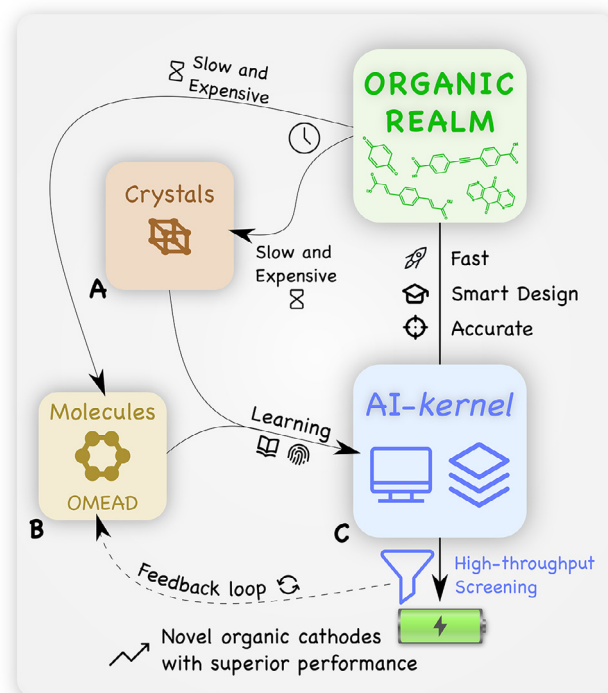 Slow and
Expensive
ORGANIC
REALM
Crystals
A
Slow and
Expensive
Fast
Smart Design
Accurate
Molecules
OMEAD
B
Learning
AI-kernel
C
Feedback loop
High-throughput
Screening
Novel organic cathodes
with superior performance